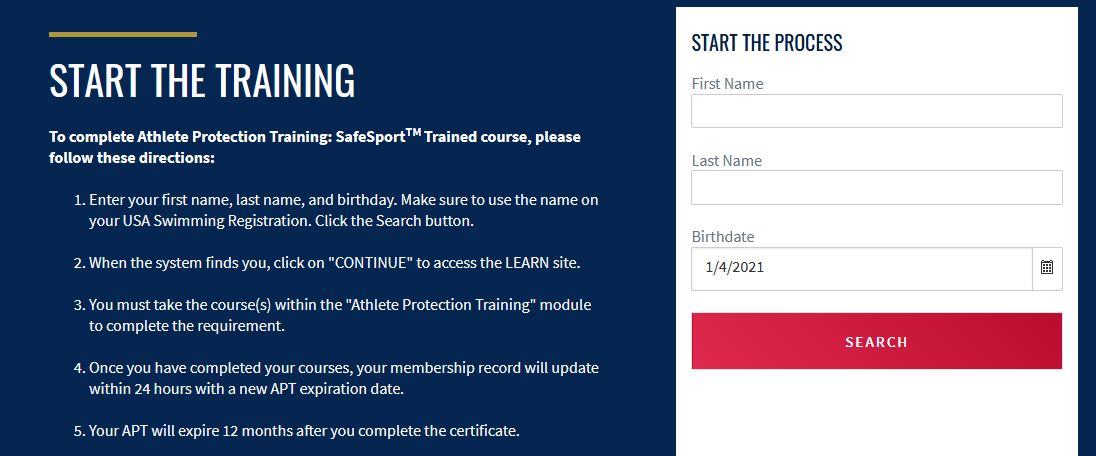 START THE TRAINING
To complete Athlete Protection Training: SafeSport™ Trained course, please
follow these directions:
1. Enter your first name, last name, and birthday. Make sure to use the name on
your USA Swimming Registration. Click the Search button.
2. When the system finds you, click on "CONTINUE" to access the LEARN site.
3. You must take the course(s) within the "Athlete Protection Training" module
to complete the requirement.
4. Once you have completed your courses, your membership record will update
within 24 hours with a new APT expiration date.
5. Your APT will expire 12 months after you complete the certificate.
START THE PROCESS
First Name
Last Name
Birthdate
1/4/2021
SEARCH